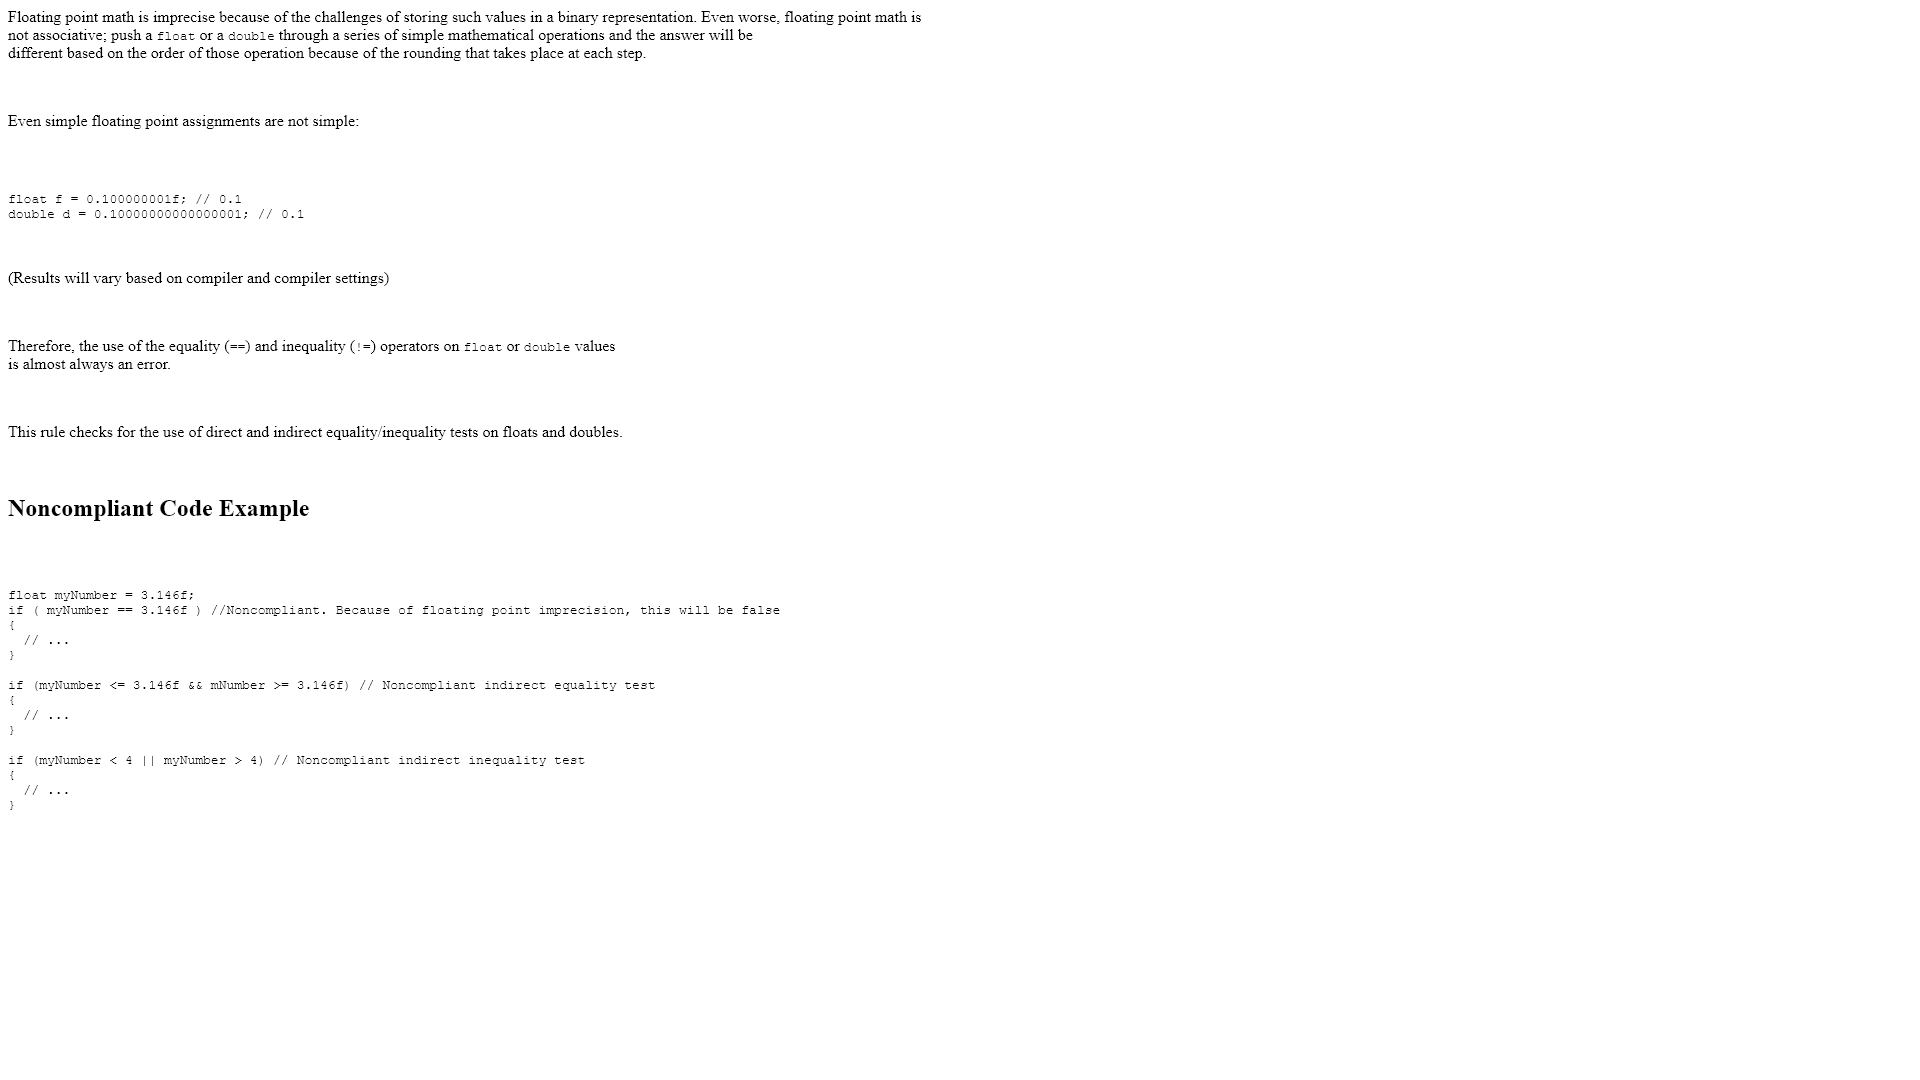 Floating point math is imprecise because of the challenges of storing such values in a binary representation. Even worse, floating point math is
not associative; push a float or a double through a series of simple mathematical operations and the answer will be
different based on the order of those operation because of the rounding that takes place at each step.
Even simple floating point assignments are not simple:
float f = 0.100000001f; // 0.1
double d = 0.10000000000000001; // 0.1
(Results will vary based on compiler and compiler settings)
Therefore, the use of the equality (==) and inequality (!=) operators on float or double values
is almost always an error.
This rule checks for the use of direct and indirect equality/inequality tests on floats and doubles.
Noncompliant Code Example
float myNumber = 3.146f;
if ( myNumber == 3.146f ) //Noncompliant. Because of floating point imprecision, this will be false
{
  // ...
}
if (myNumber <= 3.146f && mNumber >= 3.146f) // Noncompliant indirect equality test
{
  // ...
}
if (myNumber < 4 || myNumber > 4) // Noncompliant indirect inequality test
{
  // ...
}